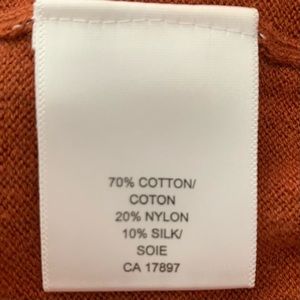 70% COTTON/
COTON
20% NYLON
10% SILK/
SOIE
CA 17897